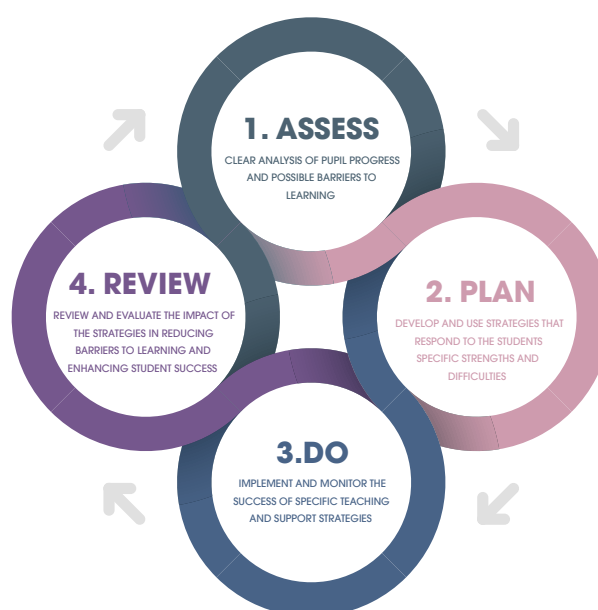 1. ASSESS
CLEAR ANALYSIS OF PUPIL PROGRESS
AND POSSIBLE BARRIERS TO
LEARNING
2. PLAN
DEVELOP AND USE STRATEGIES THAT
RESPOND TO THE STUDENTS
SPECIFIC STRENGTHS AND
DIFFICULTIES
3.DO
IMPLEMENT AND MONITOR THE
SUCCESS OF SPECIFIC TEACHING
AND SUPPORT STRATEGIES
4. REVIEW
REVIEW AND EVALUATE THE IMPACT OF
THE STRATEGIES IN REDUCING
BARRIERS TO LEARNING AND
ENHANCING STUDENT SUCCESS